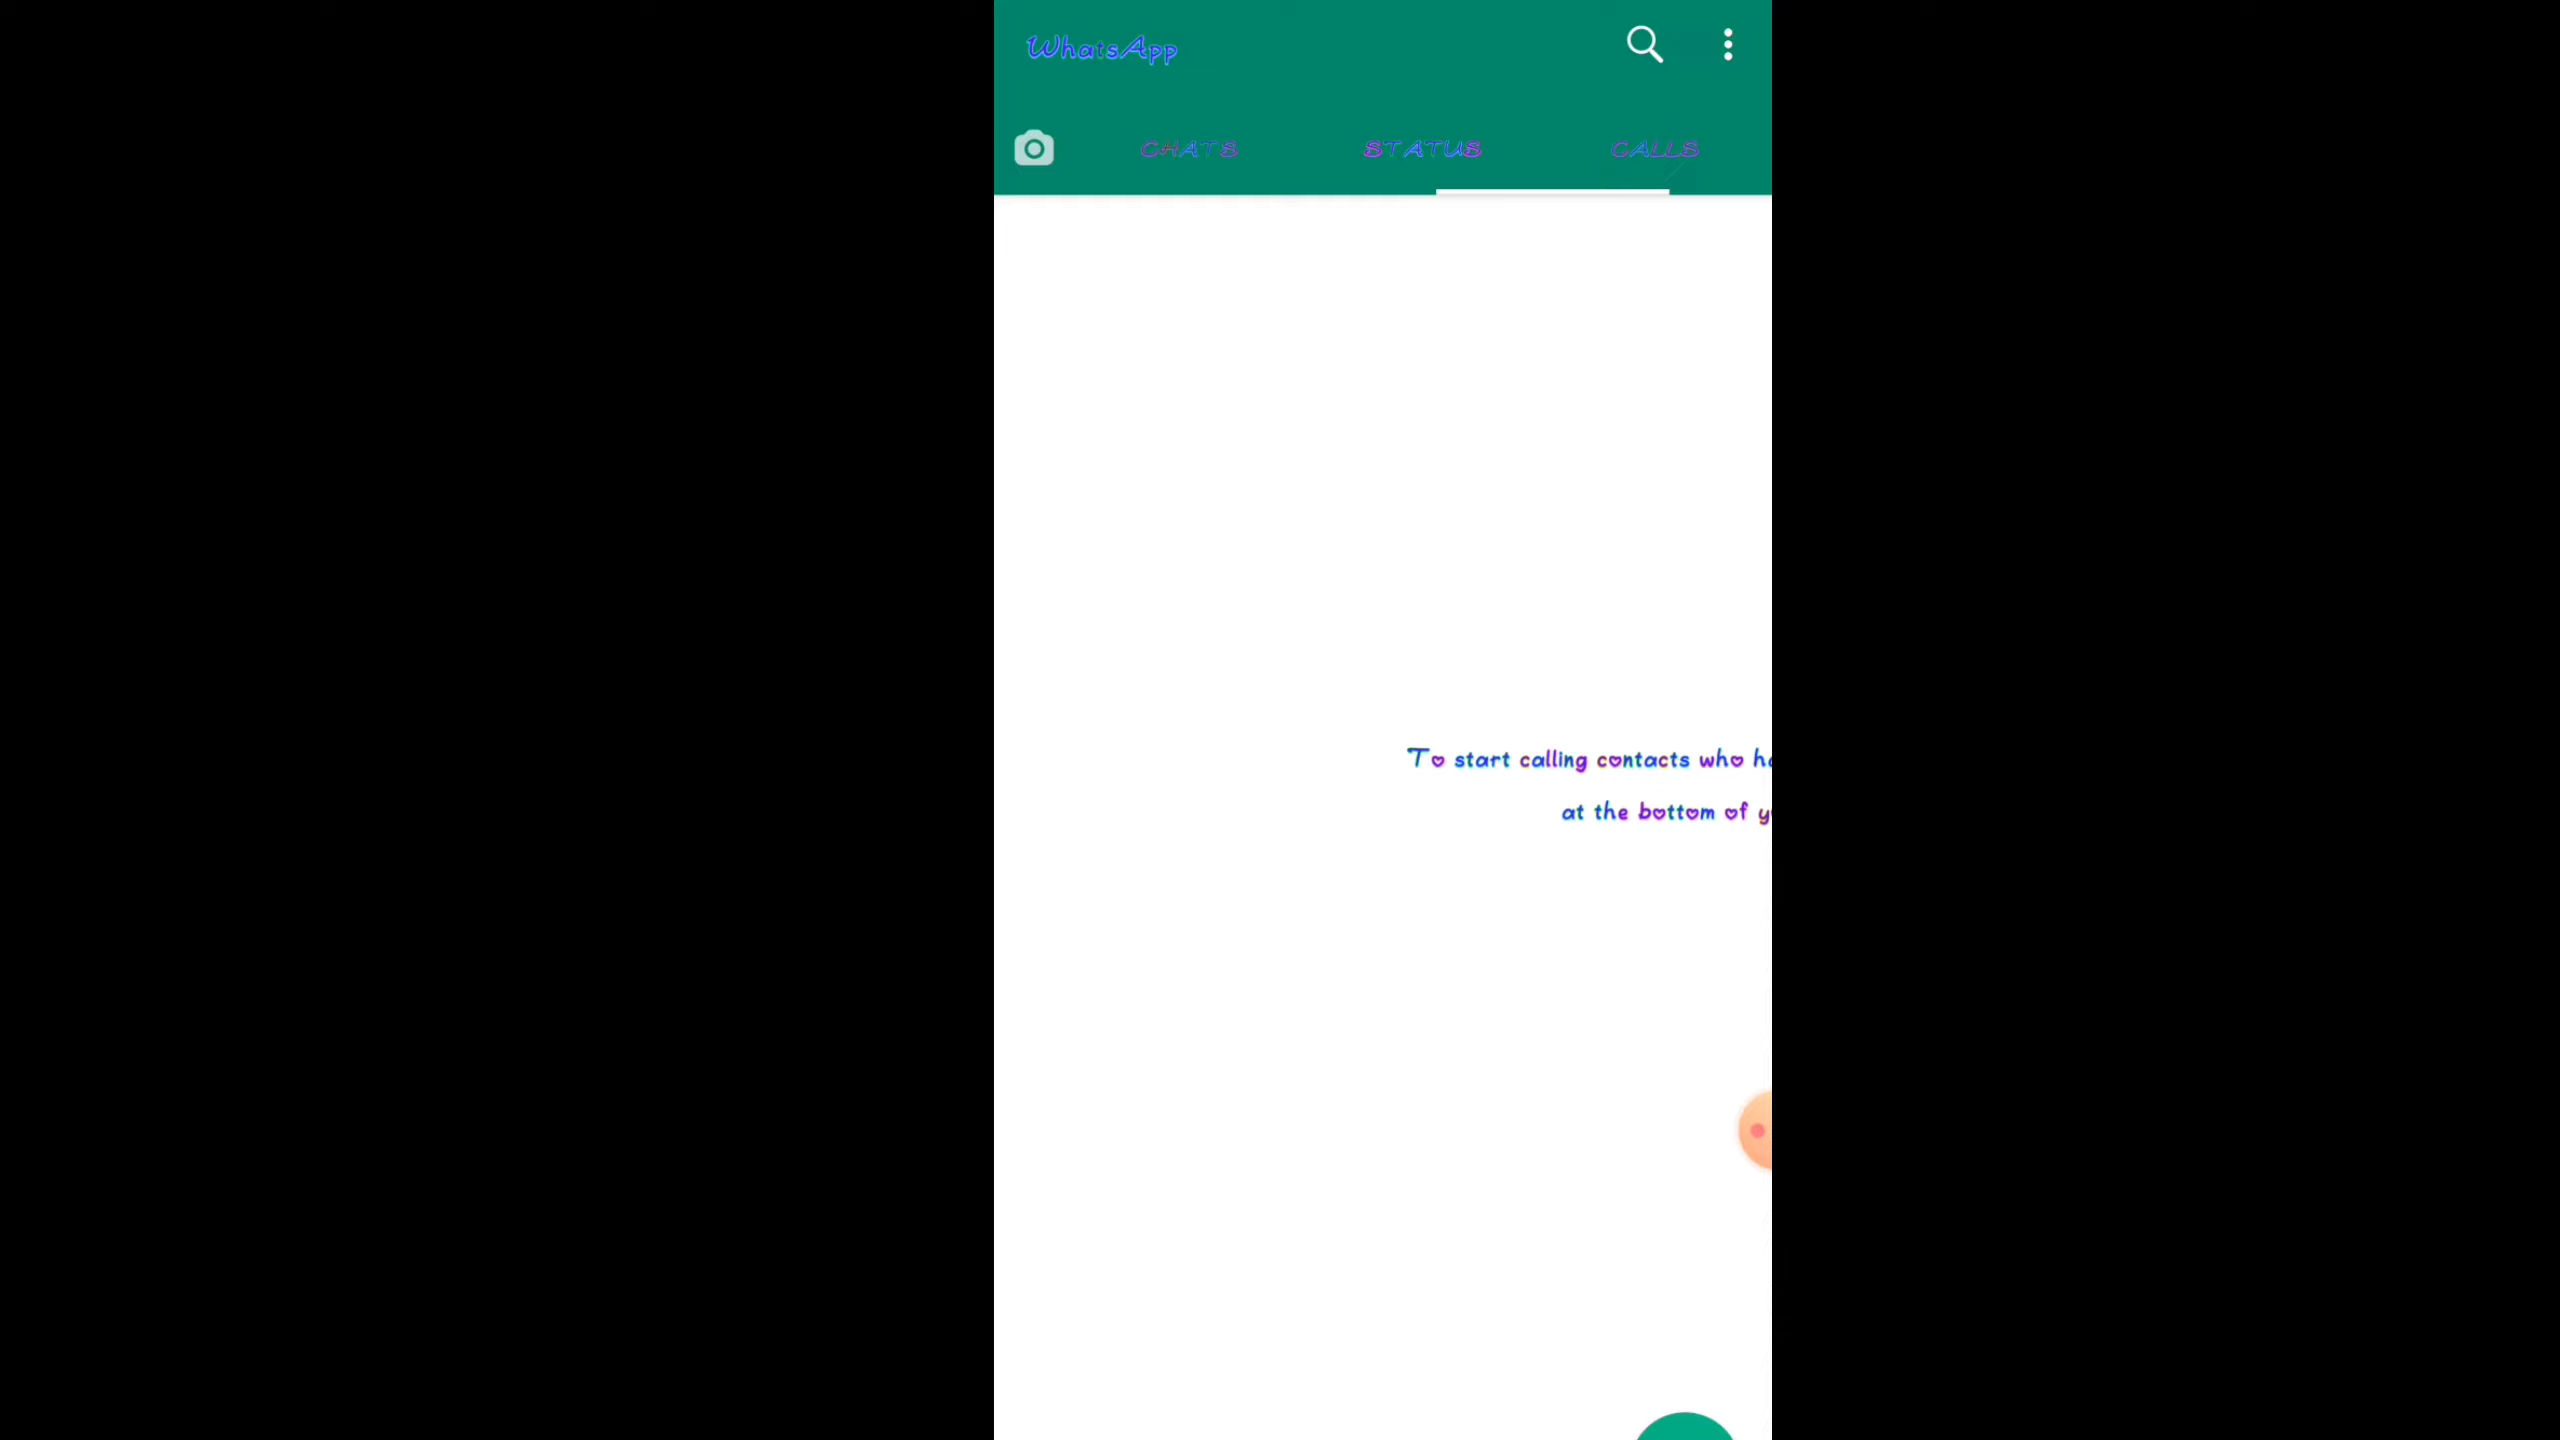 WhatsApp
CHATS STATUS CALLS
To start calling contacts who
at the bottom of